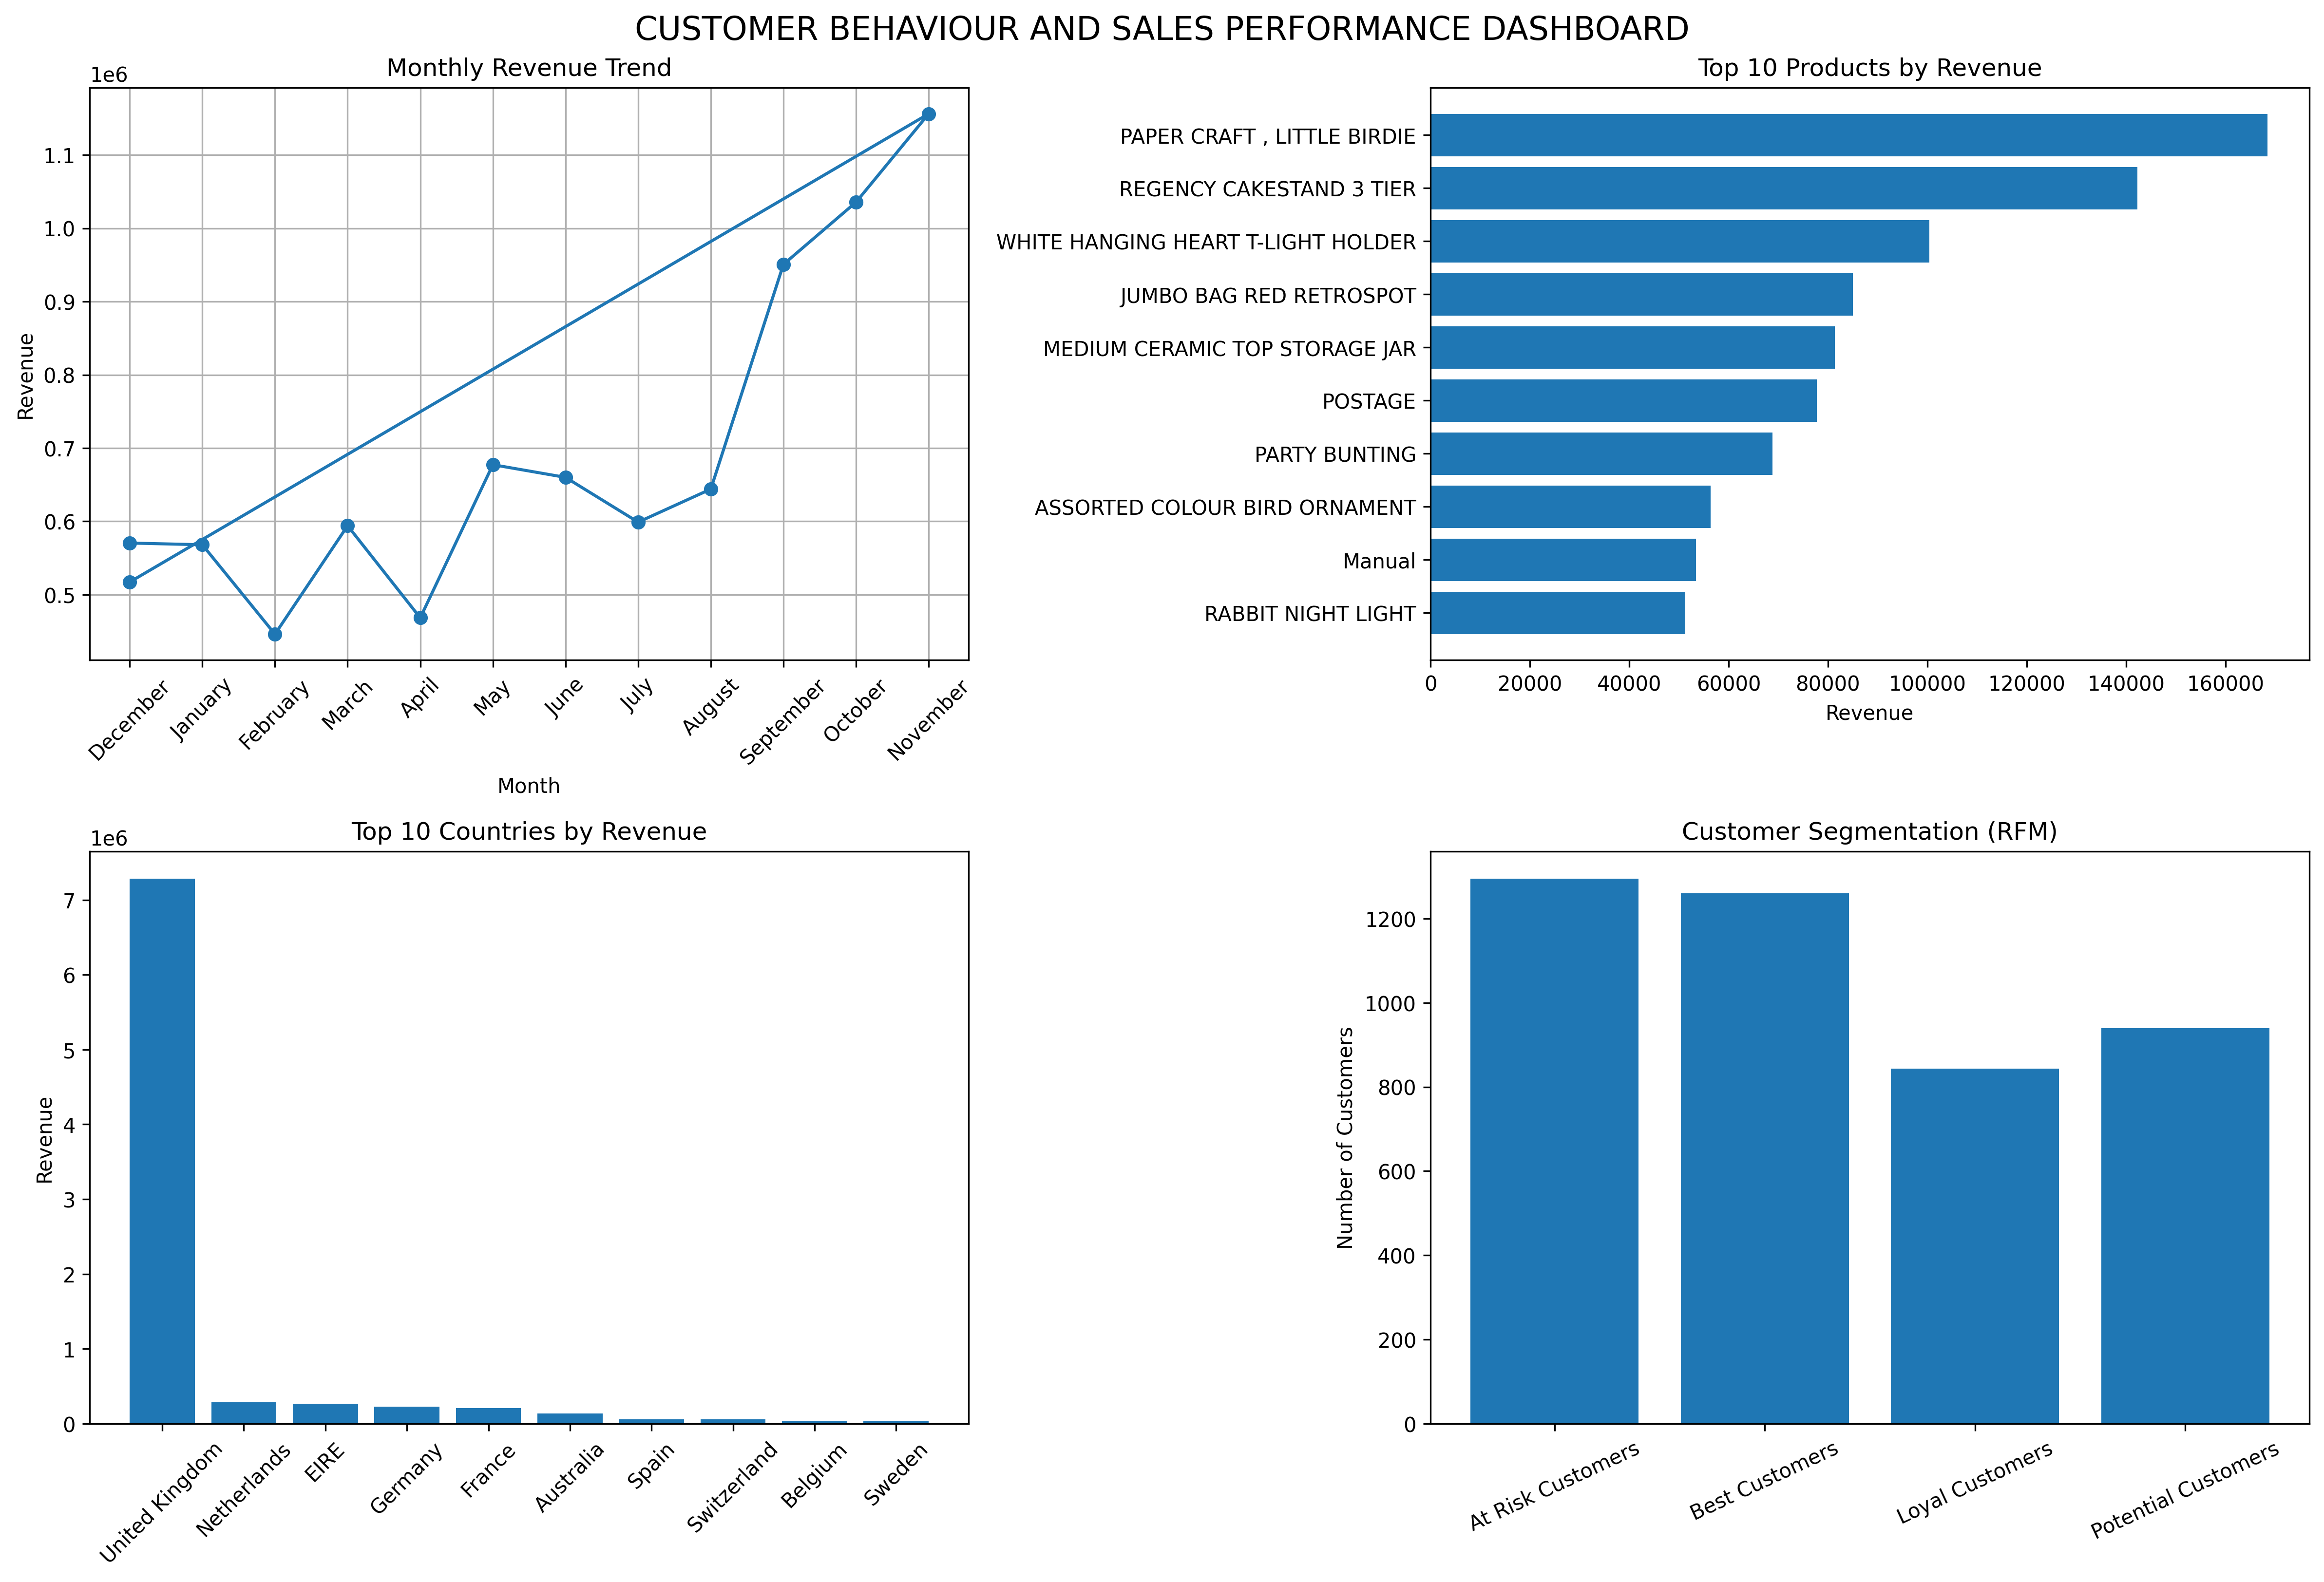 CUSTOMER BEHAVIOUR AND SALES PERFORMANCE DASHBOARD
Monthly Revenue Trend
1e6
1.1
1.0
0.9
0.8
0.7
0.6
0.5
Revenue
December
January
February
March
April
May
June
July
August
September
October
November
Month
Top 10 Products by Revenue
PAPER CRAFT , LITTLE BIRDIE
REGENCY CAKESTAND 3 TIER
WHITE HANGING HEART T-LIGHT HOLDER
JUMBO BAG RED RETROSPOT
MEDIUM CERAMIC TOP STORAGE JAR
POSTAGE
PARTY BUNTING
ASSORTED COLOUR BIRD ORNAMENT
Manual
RABBIT NIGHT LIGHT
0 20000 40000 60000 80000 100000 120000 140000 160000
Revenue
Top 10 Countries by Revenue
1e6
7
6
5
4
3
2
1
0
Revenue
United Kingdom
Netherlands
EIRE
Germany
France
Australia
Spain
Switzerland
Belgium
Sweden
Customer Segmentation (RFM)
1200
1000
800
600
400
200
0
Number of Customers
At Risk Customers
Best Customers
Loyal Customers
Potential Customers